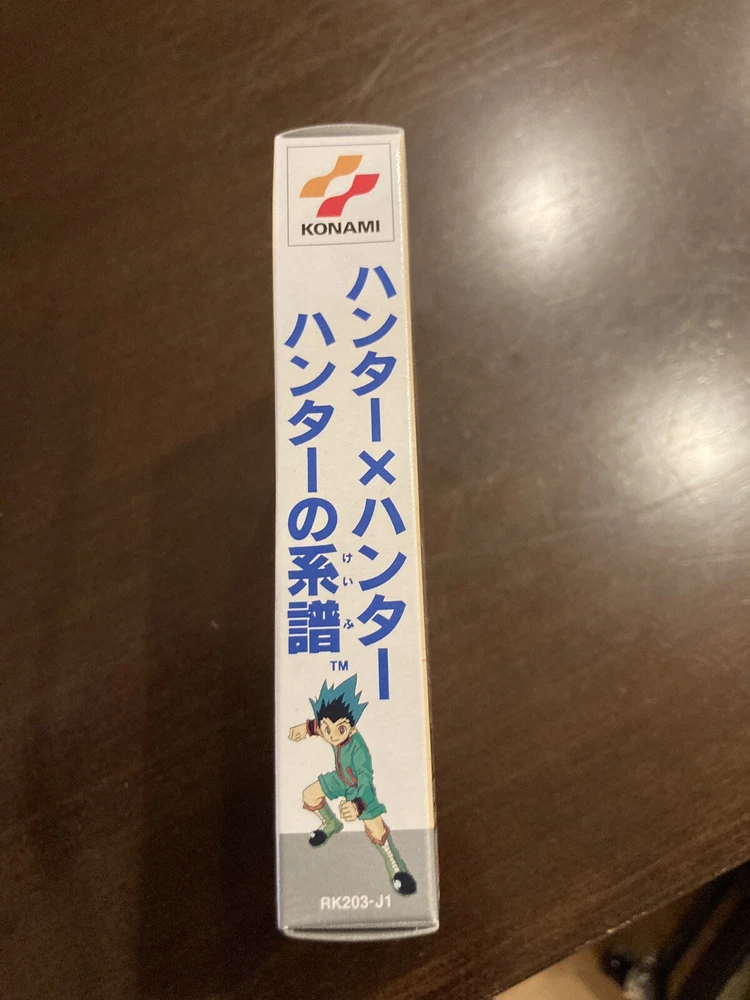 KONAMI
ハンター×ハンター
ハンターの系譜
けいふ
TM
RK203-J1